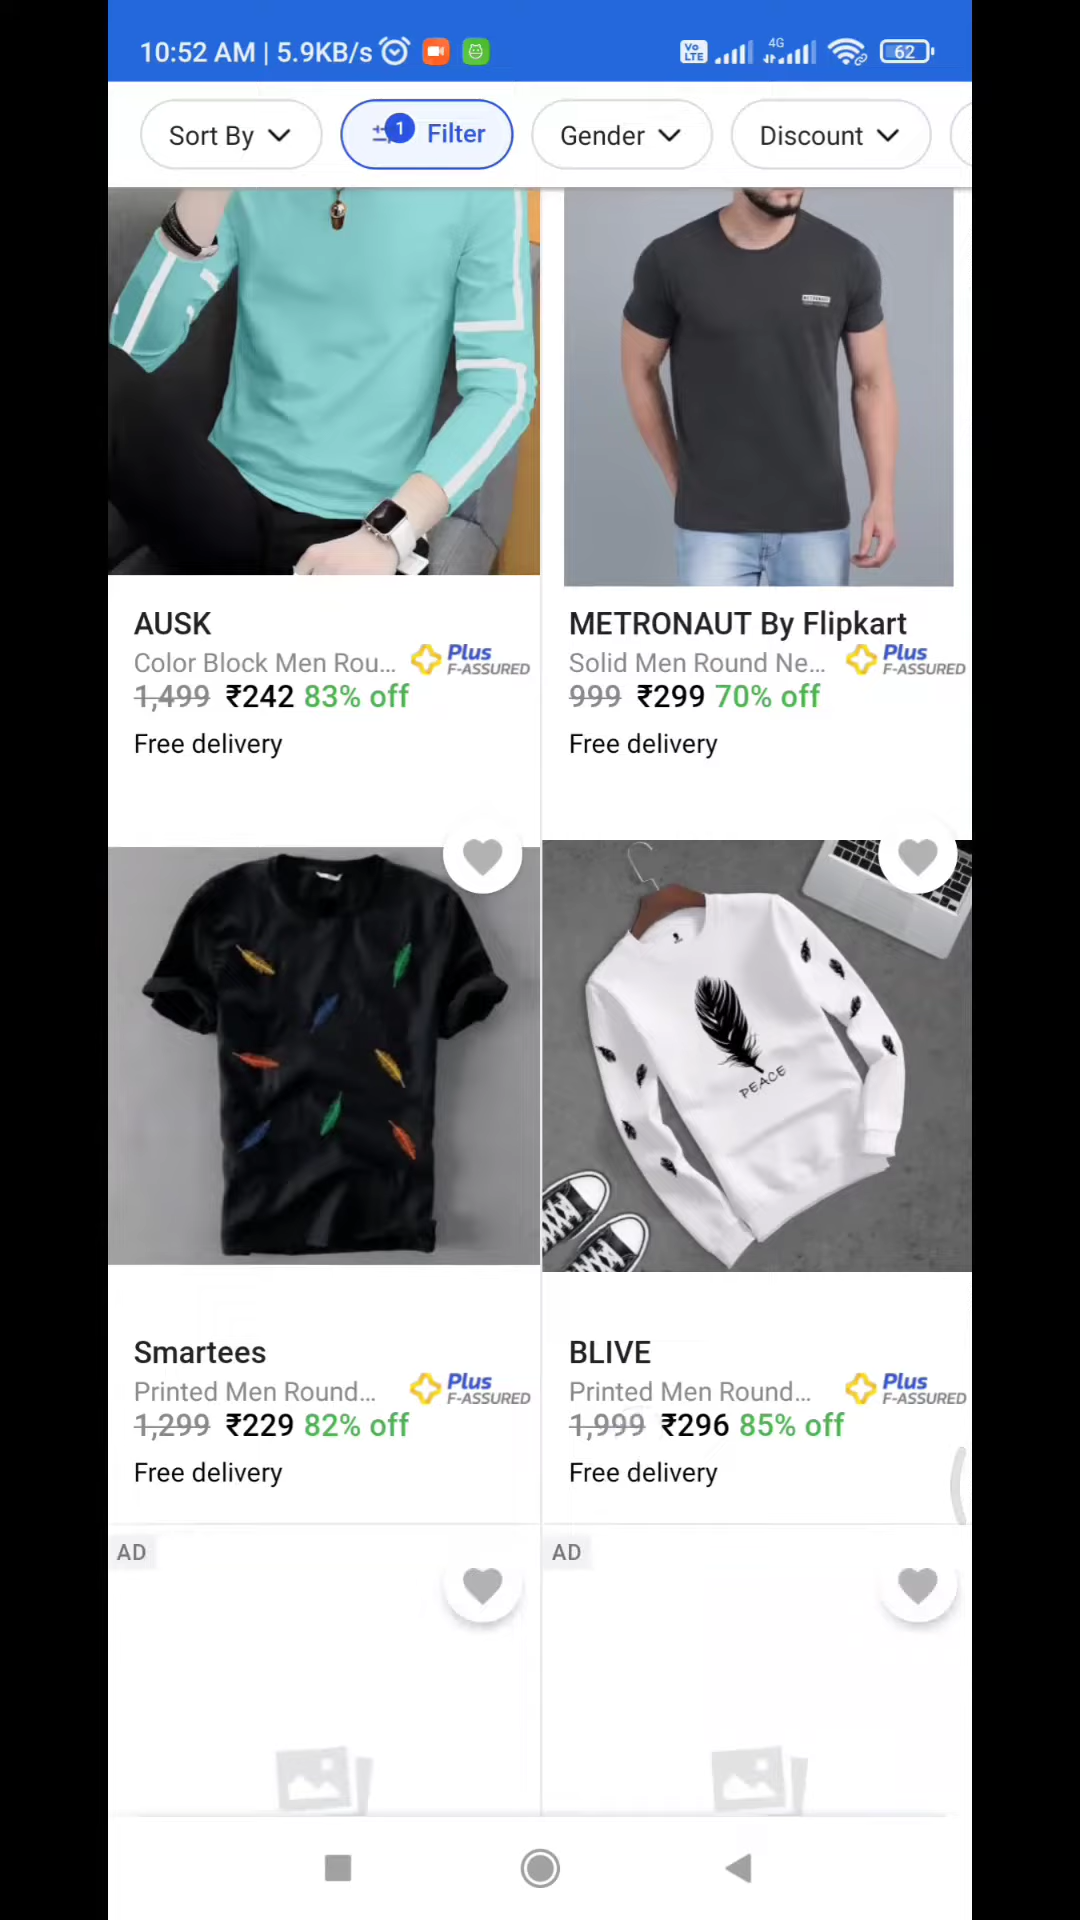 10:52 AM | 5.9KB/s
Vo LTE
4G
62
Sort By
1
Filter
Gender
Discount
AUSK
Color Block Men Rou...
Plus
F-ASSURED
1,499 ₹242 83% off
Free delivery
METRONAUT By Flipkart
Solid Men Round Ne...
Plus
F-ASSURED
999 ₹299 70% off
Free delivery
PEACE
Smartees
Printed Men Round...
Plus
F-ASSURED
1,299 ₹229 82% off
Free delivery
BLIVE
Printed Men Round...
Plus
F-ASSURED
1,999 ₹296 85% off
Free delivery
AD
AD